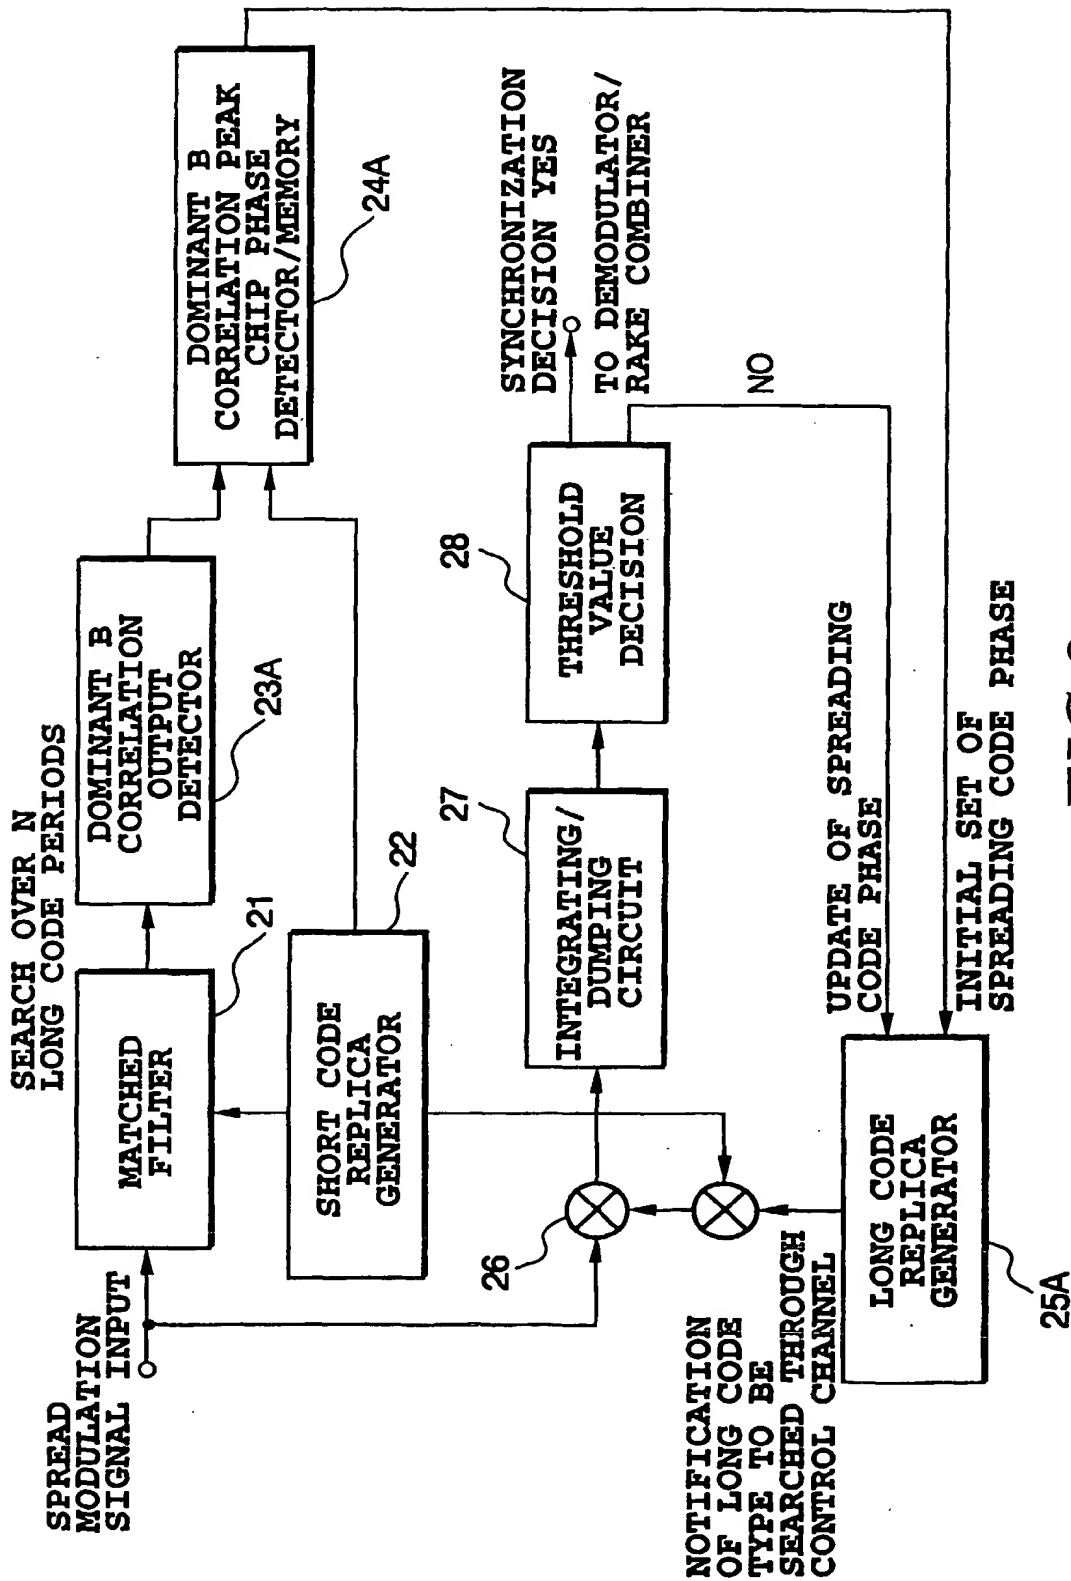 SPREAD
MODULATION
SIGNAL INPUT
SEARCH OVER N
LONG CODE PERIODS
MATCHED
FILTER
21
DOMINANT B
CORRELATION
OUTPUT
DETECTOR
23A
DOMINANT B
CORRELATION PEAK
CHIP PHASE
DETECTOR/MEMORY
24A
SHORT CODE
REPLICA
GENERATOR
22
26
INTEGRATING/
DUMPING
CIRCUIT
27
THRESHOLD
VALUE
DECISION
28
SYNCHRONIZATION
DECISION YES
TO DEMODULATOR/
RAKE COMBINER
NO
NOTIFICATION
OF LONG CODE
TYPE TO BE
SEARCHED THROUGH
CONTROL CHANNEL
LONG CODE
REPLICA
GENERATOR
25A
UPDATE OF SPREADING
CODE PHASE
INITIAL SET OF
SPREADING CODE PHASE